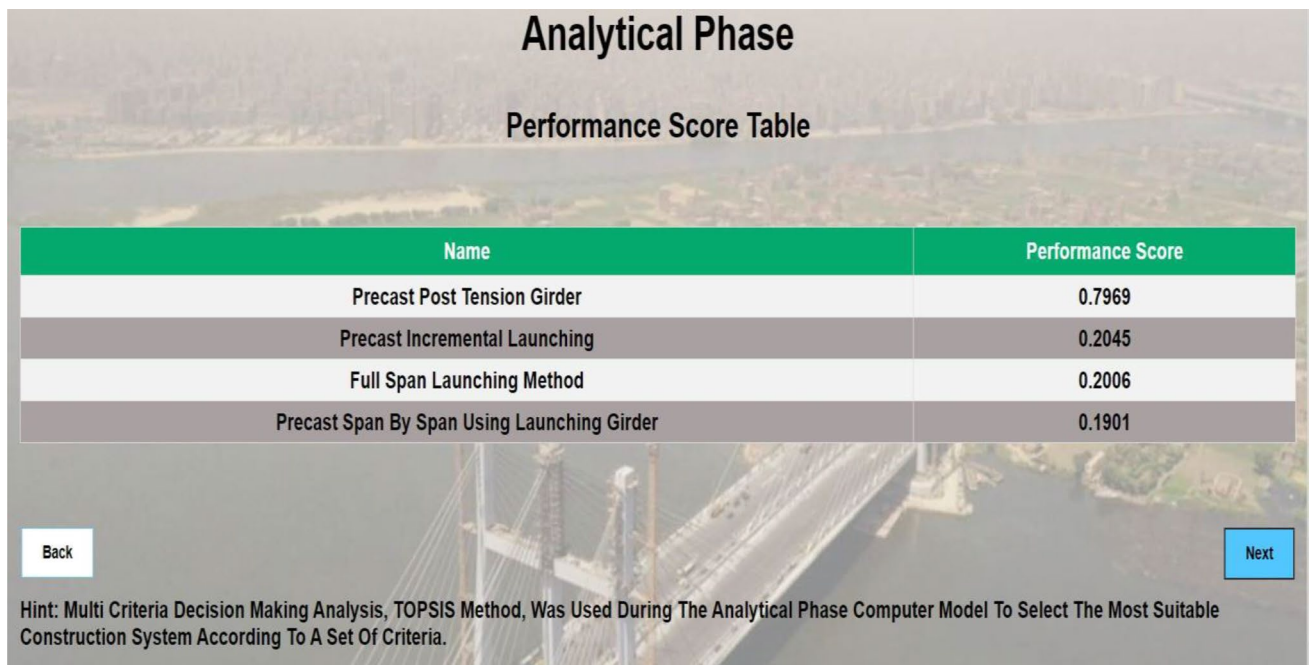 Analytical Phase
Performance Score Table
Name Performance Score
Precast Post Tension Girder 0.7969
Precast Incremental Launching 0.2045
Full Span Launching Method 0.2006
Precast Span By Span Using Launching Girder 0.1901
Back Next
Hint: Multi Criteria Decision Making Analysis, TOPSIS Method, Was Used During The Analytical Phase Computer Model To Select The Most Suitable
Construction System According To A Set Of Criteria.